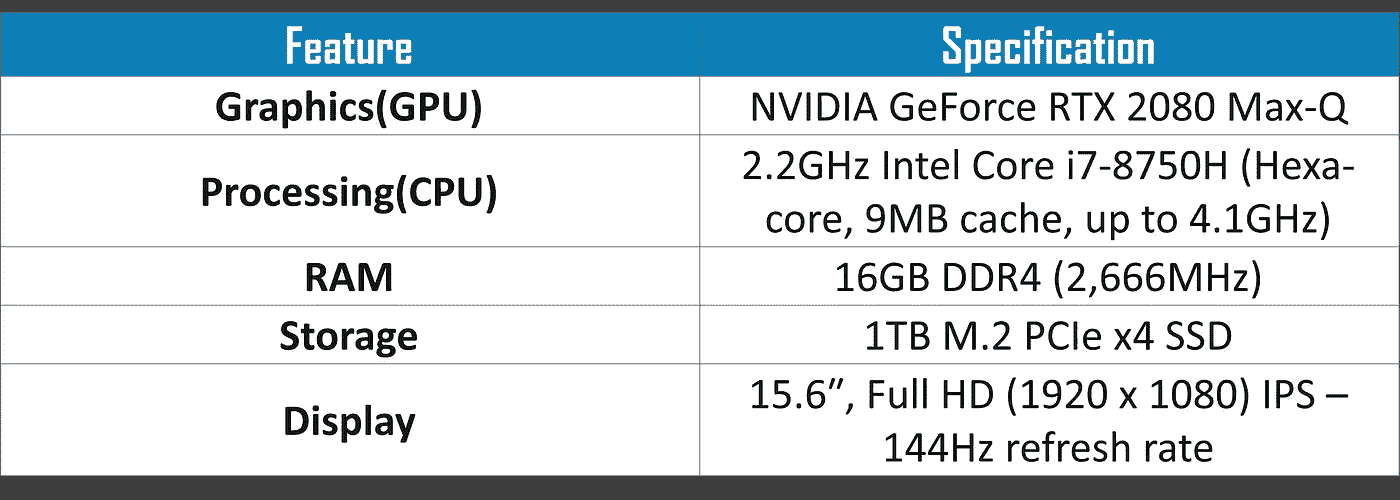 Feature Specification
Graphics(GPU) NVIDIA GeForce RTX 2080 Max-Q
Processing(CPU) 2.2GHz Intel Core i7-8750H (Hexa-
core, 9MB cache, up to 4.1GHz)
RAM 16GB DDR4 (2,666MHz)
Storage 1TB M.2 PCIe x4 SSD
Display 15.6″, Full HD (1920 x 1080) IPS –
144Hz refresh rate